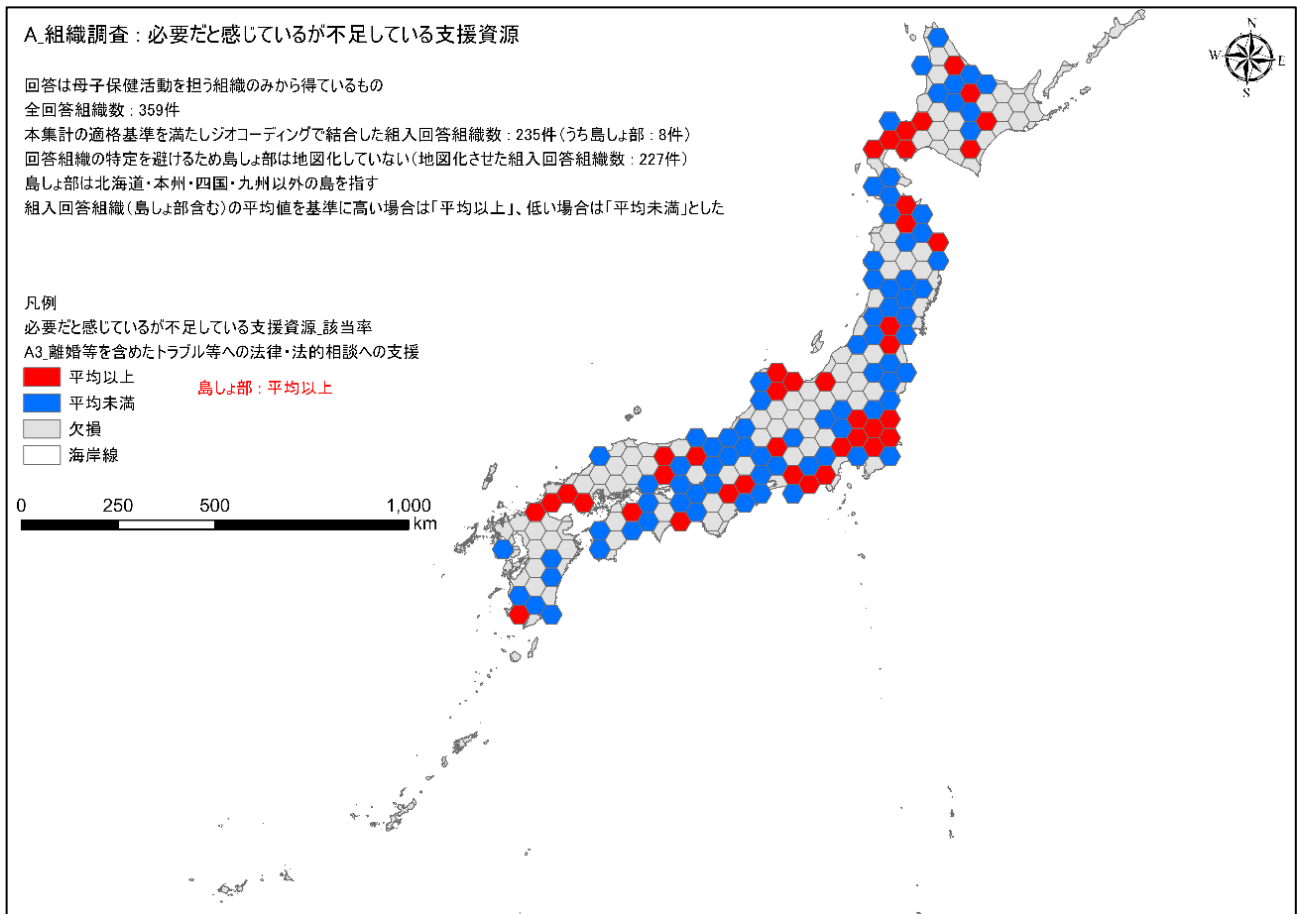 A_組織調査：必要だと感じているが不足している支援資源
回答は母子保健活動を担う組織のみから得ているもの
全回答組織数：359件
本集計の適格基準を満たしジオコーディングで結合した組入回答組織数：235件(うち島しょ部：8件)
回答組織の特定を避けるため島しょ部は地図化していない(地図化させた組入回答組織数：227件)
島しょ部は北海道・本州・四国・九州以外の島を指す
組入回答組織(島しょ部含む)の平均値を基準に高い場合は「平均以上」、低い場合は「平均未満」とした
N
W
E
S
凡例
必要だと感じているが不足している支援資源_該当率
A3_離婚等を含めたトラブル等への法律・法的相談への支援
平均以上
島しょ部：平均以上
平均未満
欠損
海岸線
0 250 500 1,000
km